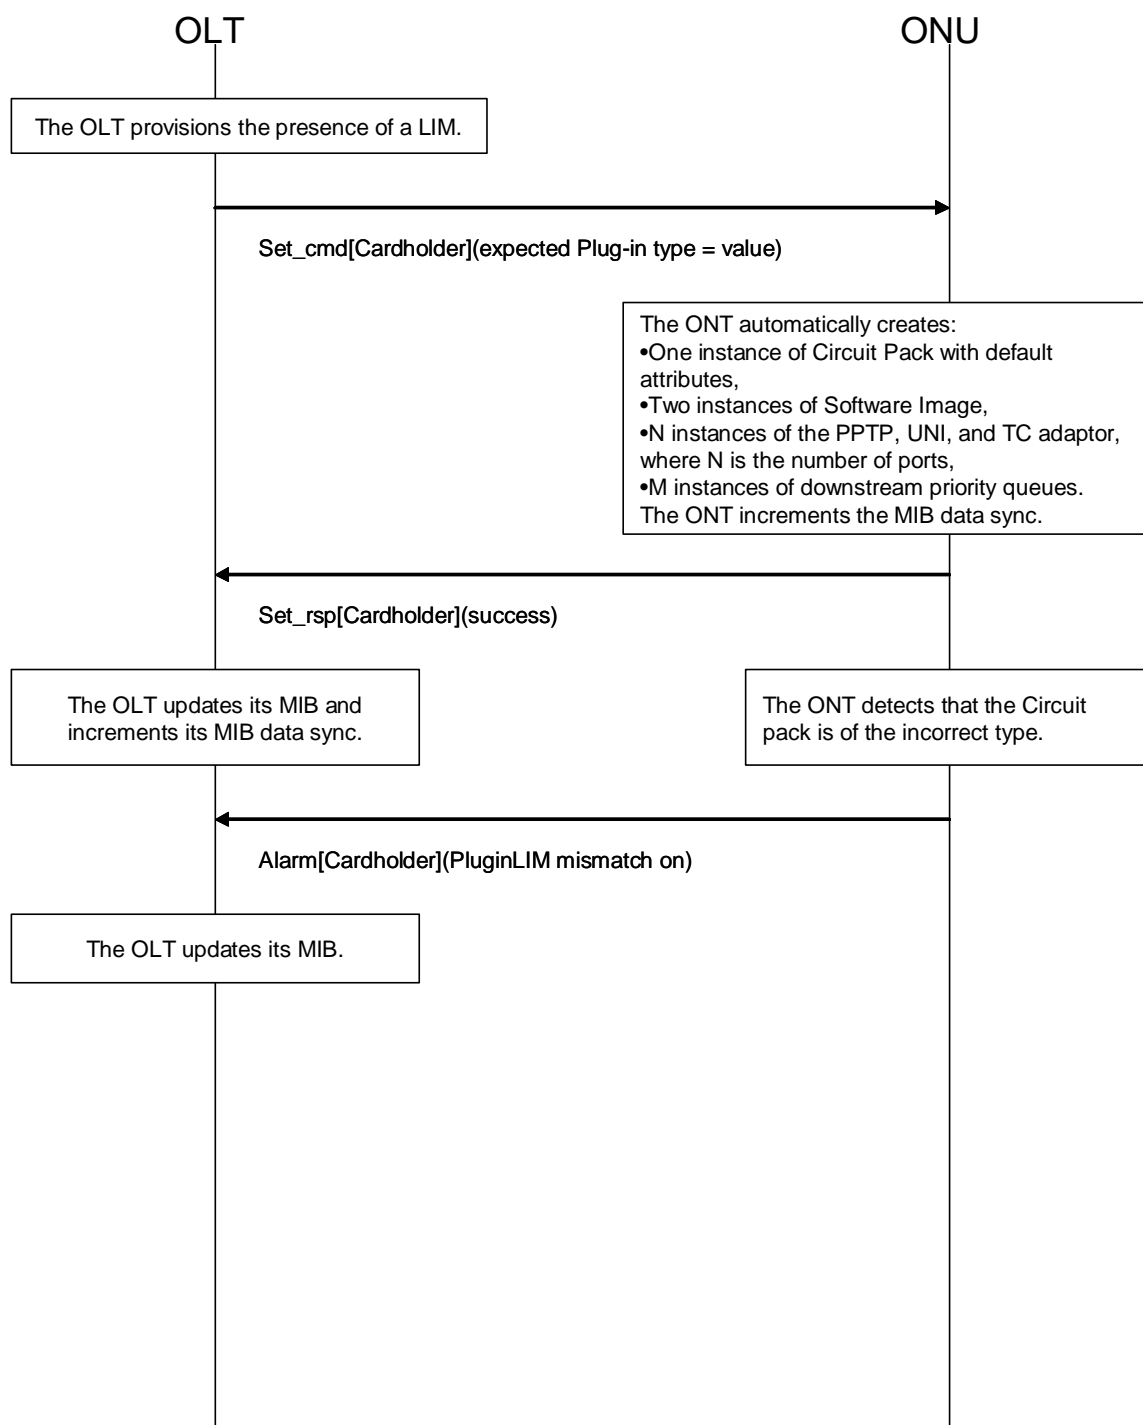 OLT
ONU
The OLT provisions the presence of a LIM.
Set_cmd[Cardholder](expected Plug-in type = value)
The ONT automatically creates:
•One instance of Circuit Pack with default
attributes,
•Two instances of Software Image,
•N instances of the PPTP, UNI, and TC adaptor,
where N is the number of ports,
•M instances of downstream priority queues.
The ONT increments the MIB data sync.
Set_rsp[Cardholder](success)
The OLT updates its MIB and
increments its MIB data sync.
The ONT detects that the Circuit
pack is of the incorrect type.
Alarm[Cardholder](PluginLIM mismatch on)
The OLT updates its MIB.